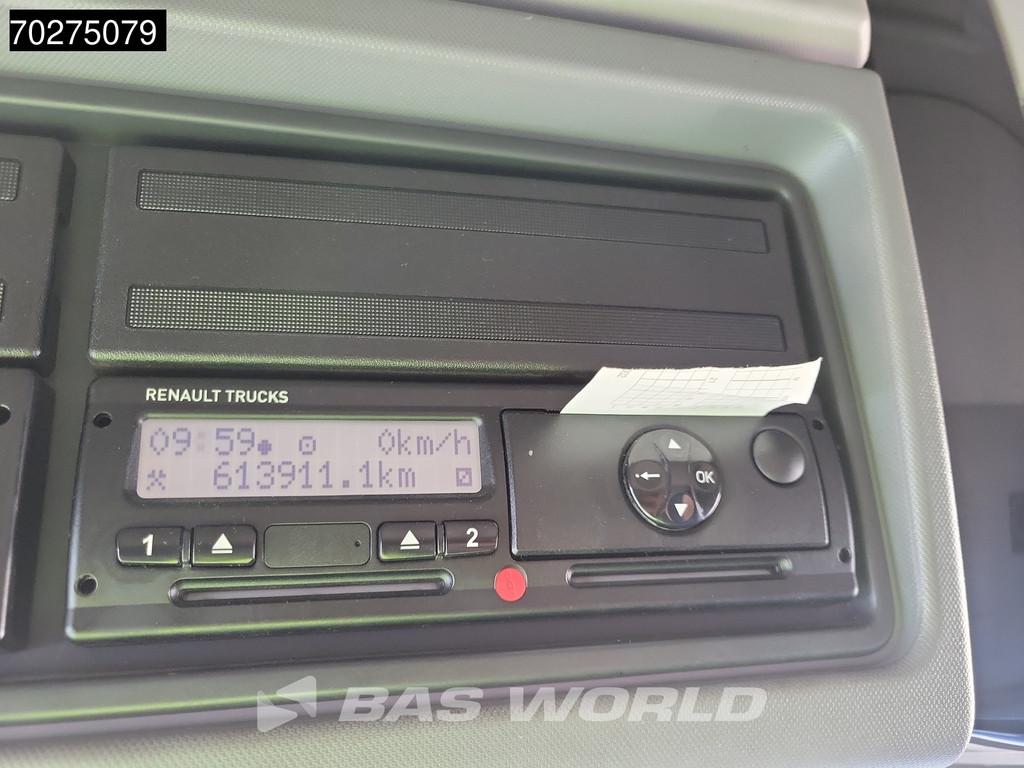 70275079
RENAULT TRUCKS
09:59 0km/h
613911.1km
1
2
OK
BAS WORLD